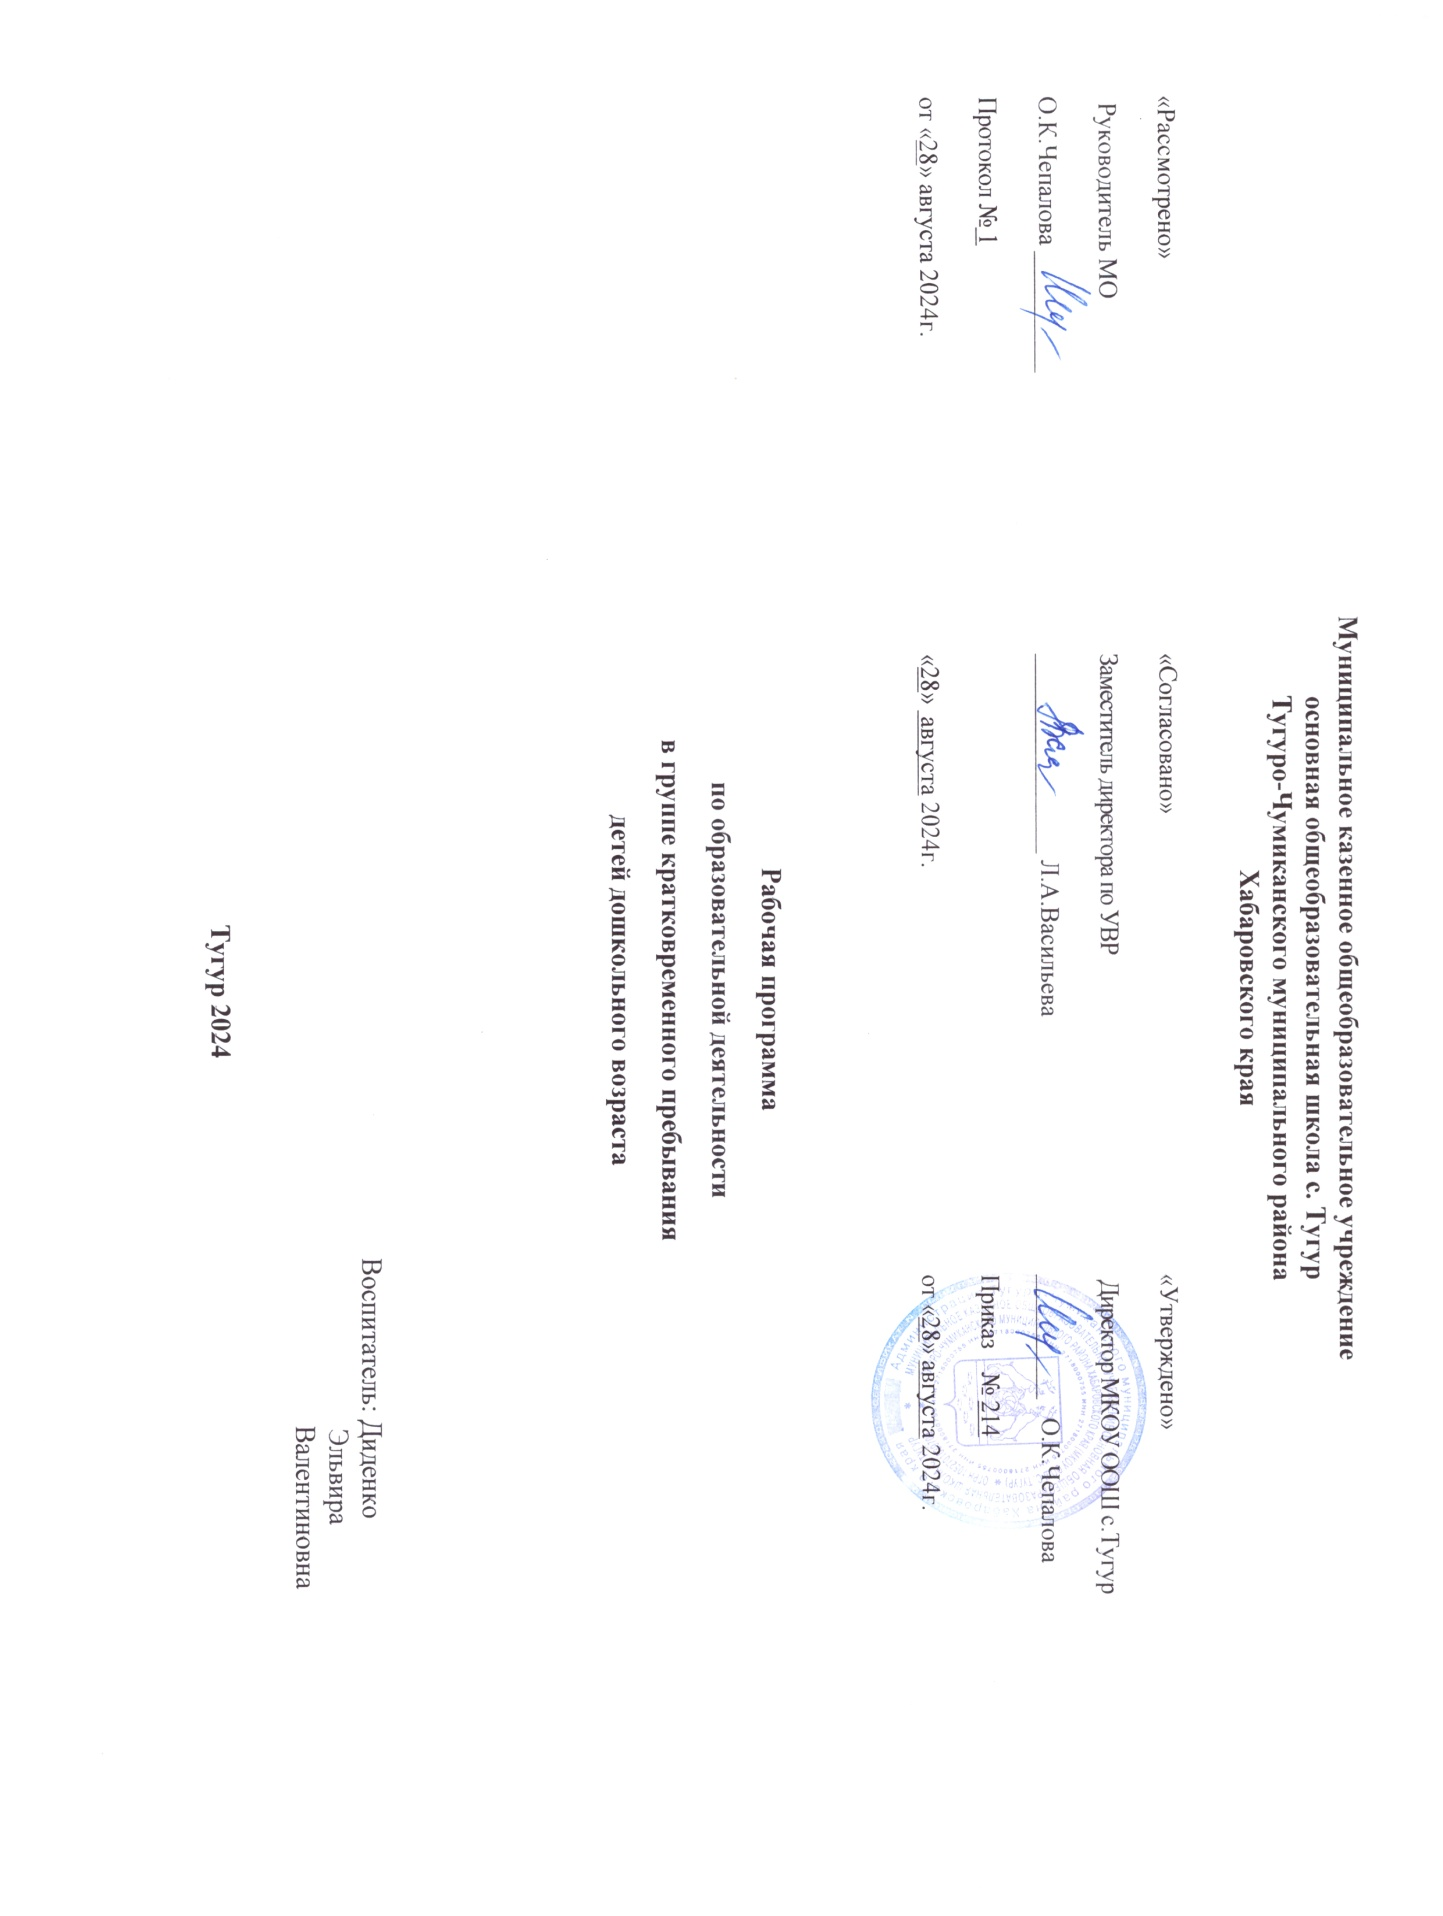 Муниципальное казенное общеобразовательное учреждение
основная общеобразовательная школа с. Тугур
Тугуро-Чумиканского муниципального района
Хабаровского края
«Рассмотрено»
Руководитель МО
О.К.Чепалова
Протокол № 1
от «28» августа 2024г.
«Согласовано»
Заместитель директора по УВР
Л.А.Васильева
«28» августа 2024г.
«Утверждено»
Директор МКОУ ООШ с.Тугур
О.К.Чепалова
Приказ № 214
от «28» августа 2024г.
Рабочая программа
по образовательной деятельности
в группе кратковременного пребывания
детей дошкольного возраста
Воспитатель: Диденко
Эльвира
Валентиновна
Тугур 2024